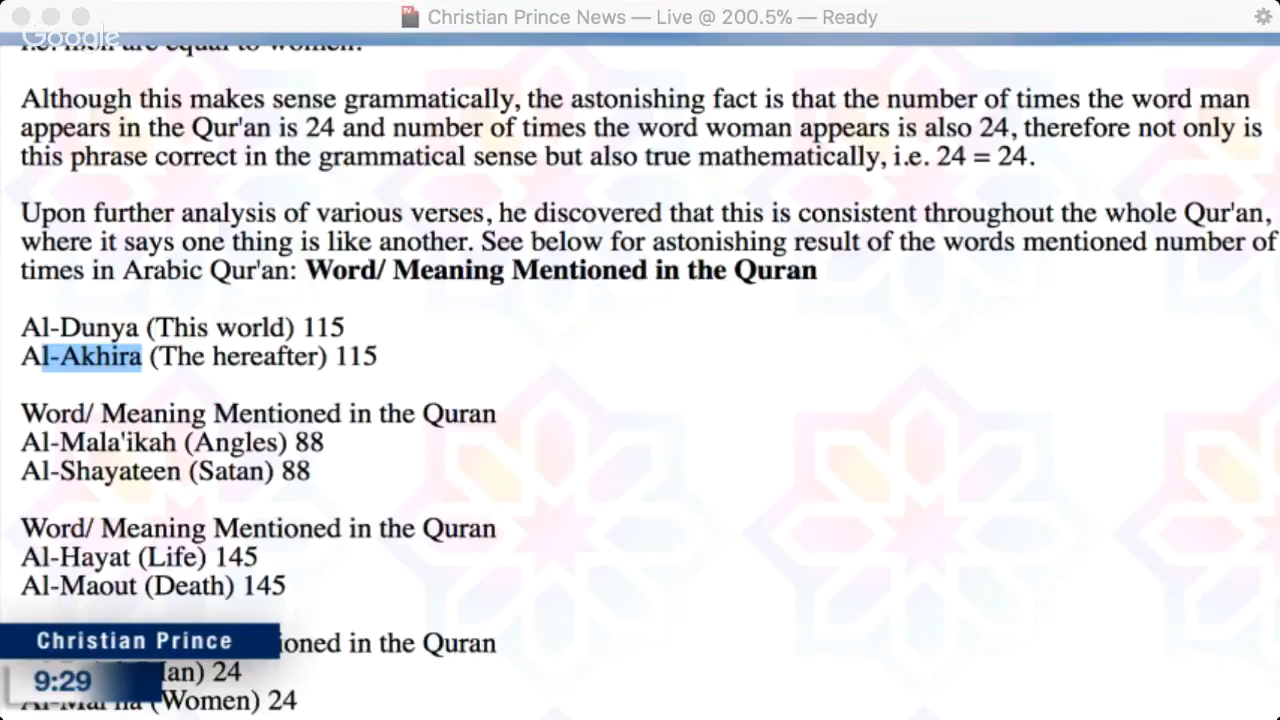 Christian Prince News — Live @ 200.5% — Ready
Google
i.e. men are equal to women.
Although this makes sense grammatically, the astonishing fact is that the number of times the word man
appears in the Qur'an is 24 and number of times the word woman appears is also 24, therefore not only is
this phrase correct in the grammatical sense but also true mathematically, i.e. 24 = 24.
Upon further analysis of various verses, he discovered that this is consistent throughout the whole Qur'an,
where it says one thing is like another. See below for astonishing result of the words mentioned number of
times in Arabic Qur'an: Word/ Meaning Mentioned in the Quran
Al-Dunya (This world) 115
Al-Akhira (The hereafter) 115
Word/ Meaning Mentioned in the Quran
Al-Mala'ikah (Angles) 88
Al-Shayateen (Satan) 88
Word/ Meaning Mentioned in the Quran
Al-Hayat (Life) 145
Al-Maout (Death) 145
Christian Prince
in the Quran
24
9:29
(Women) 24